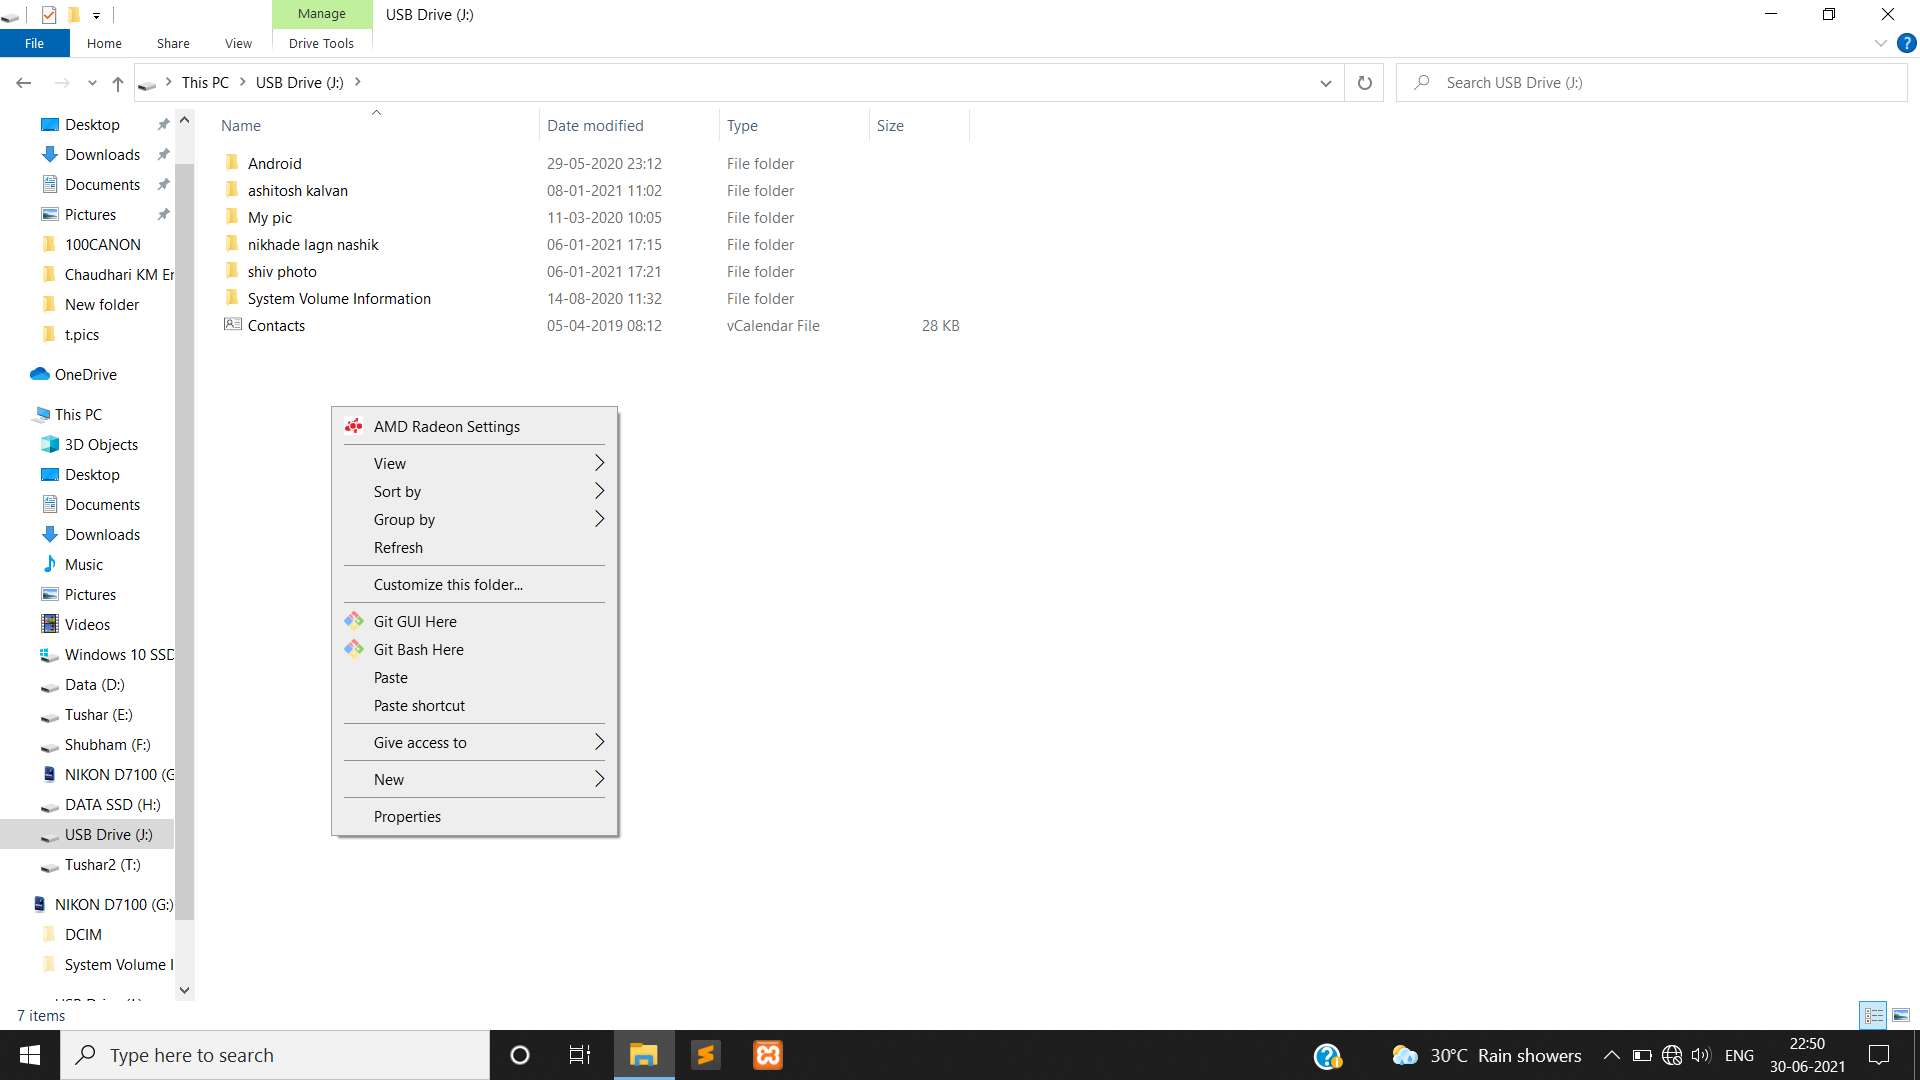 Manage
USB Drive (J:)
File
Home
Share
View
Drive Tools
This PC
USB Drive (J:)
Search USB Drive (J:)
Desktop
Downloads
Documents
Pictures
100CANON
Chaudhari KM Er
New folder
t.pics
OneDrive
This PC
3D Objects
Desktop
Documents
Downloads
Music
Pictures
Videos
Windows 10 SSD
Data (D:)
Tushar (E:)
Shubham (F:)
NIKON D7100 (G
DATA SSD (H:)
USB Drive (J:)
Tushar2 (T:)
NIKON D7100 (G:)
DCIM
System Volume I
Name Date modified Type Size
Android 29-05-2020 23:12 File folder
ashitosh kalvan 08-01-2021 11:02 File folder
My pic 11-03-2020 10:05 File folder
nikhade lagn nashik 06-01-2021 17:15 File folder
shiv photo 06-01-2021 17:21 File folder
System Volume Information 14-08-2020 11:32 File folder
Contacts 05-04-2019 08:12 vCalendar File 28 KB
AMD Radeon Settings
View
Sort by
Group by
Refresh
Customize this folder...
Git GUI Here
Git Bash Here
Paste
Paste shortcut
Give access to
New
Properties
7 items
Type here to search
30°C Rain showers
ENG
22:50
30-06-2021